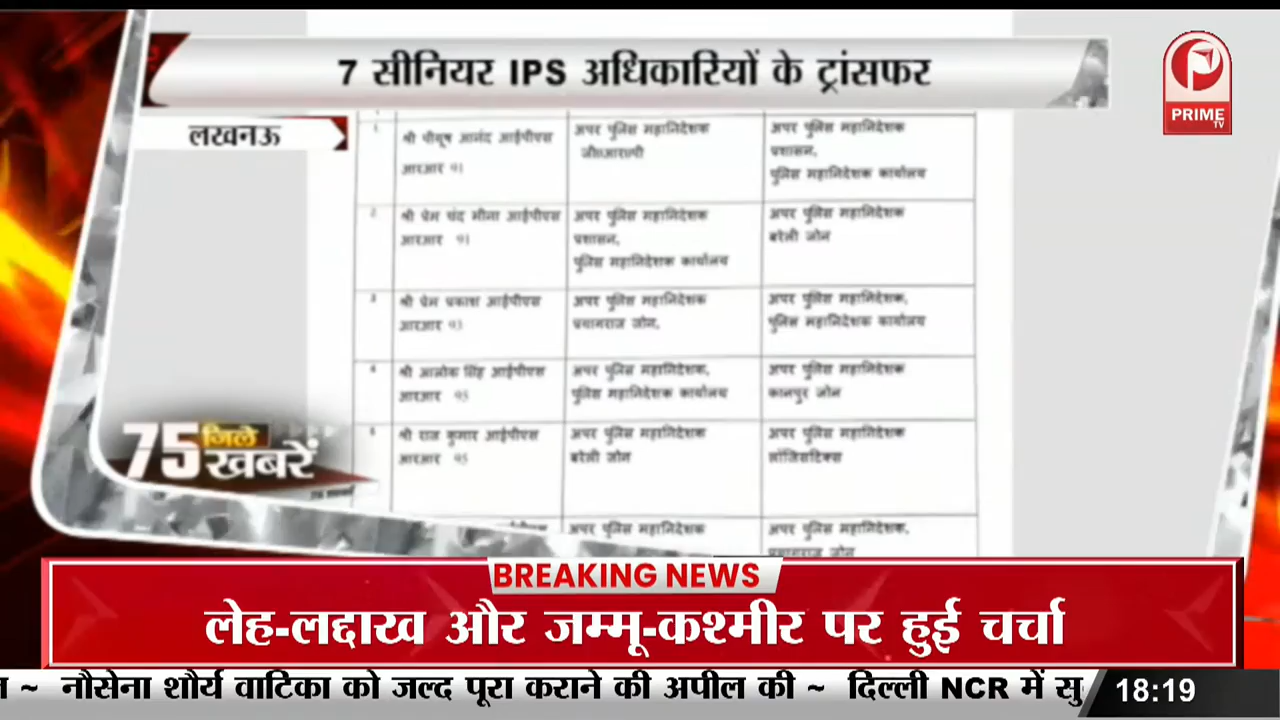 7 सीनियर IPS अधिकारियों के ट्रांसफर
PRIME
TV
लखनऊ
1 श्री पीयूष आनंद आईपीएस
आरआर 91
अपर पुलिस महानिदेशक
जीआरपी
अपर पुलिस महानिदेशक
प्रशासन,
पुलिस महानिदेशक कार्यालय
2 श्री प्रेम चंद मीना आईपीएस
आरआर 91
अपर पुलिस महानिदेशक
प्रशासन,
पुलिस महानिदेशक कार्यालय
अपर पुलिस महानिदेशक
बरेली जोन
3 श्री प्रेम प्रकाश आईपीएस
आरआर 93
अपर पुलिस महानिदेशक
प्रयागराज जोन,
अपर पुलिस महानिदेशक,
पुलिस महानिदेशक कार्यालय
4 श्री आलोक सिंह आईपीएस
आरआर 95
अपर पुलिस महानिदेशक,
पुलिस महानिदेशक कार्यालय
अपर पुलिस महानिदेशक
कानपुर जोन
श्री राज कुमार आईपीएस
आरआर 95
अपर पुलिस महानिदेशक
बरेली जोन
अपर पुलिस महानिदेशक
लॉजिसटिक्स
अपर पुलिस महानिदेशक
अपर पुलिस महानिदेशक,
प्रयागराज जोन
75 जिले
खबरें
BREAKING NEWS
लेह-लद्दाख और जम्मू-कश्मीर पर हुई चर्चा
~ नौसेना शौर्य वाटिका को जल्द पूरा कराने की अपील की ~ दिल्ली NCR में सु
18:19